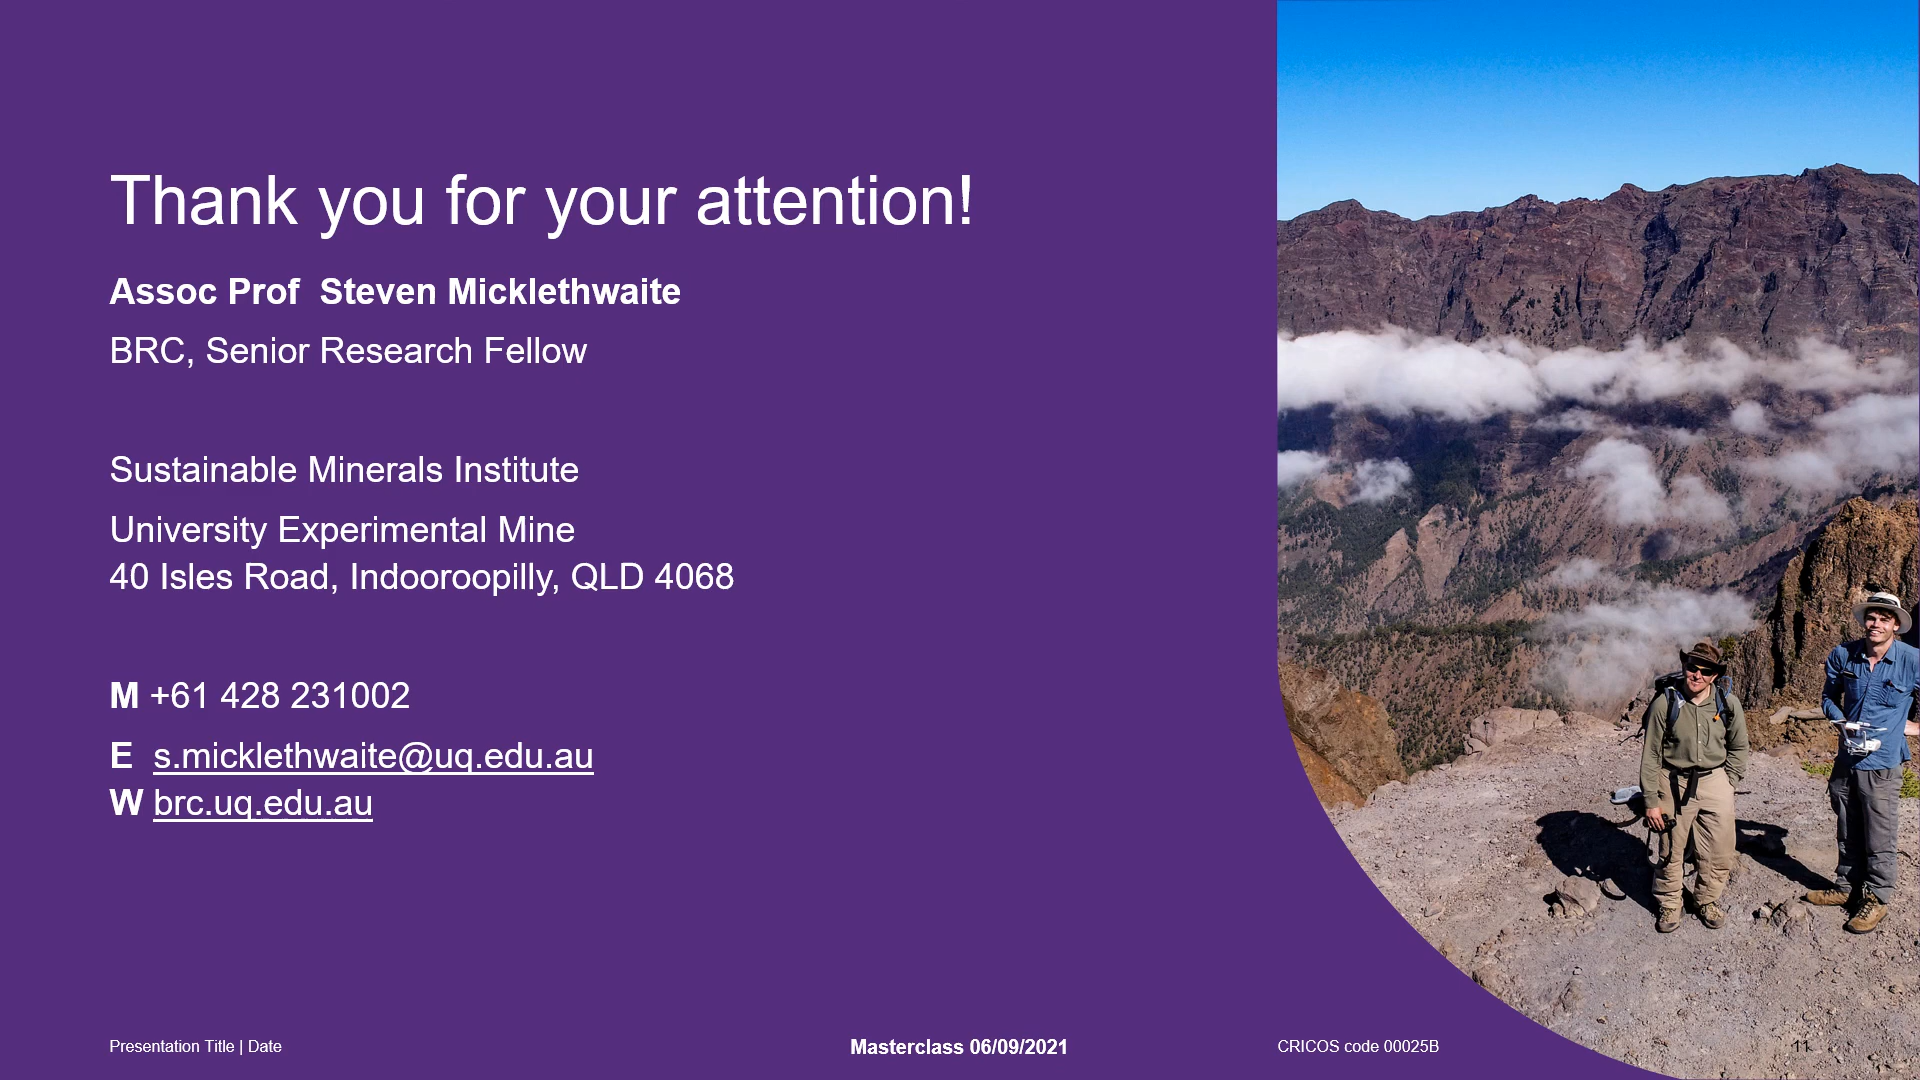 Thank you for your attention!
Assoc Prof  Steven Micklethwaite
BRC, Senior Research Fellow
Sustainable Minerals Institute
University Experimental Mine
40 Isles Road, Indooroopilly, QLD 4068
M +61 428 231002
E  s.micklethwaite@uq.edu.au
W brc.uq.edu.au
Presentation Title | Date
Masterclass 06/09/2021
CRICOS code 00025B
11